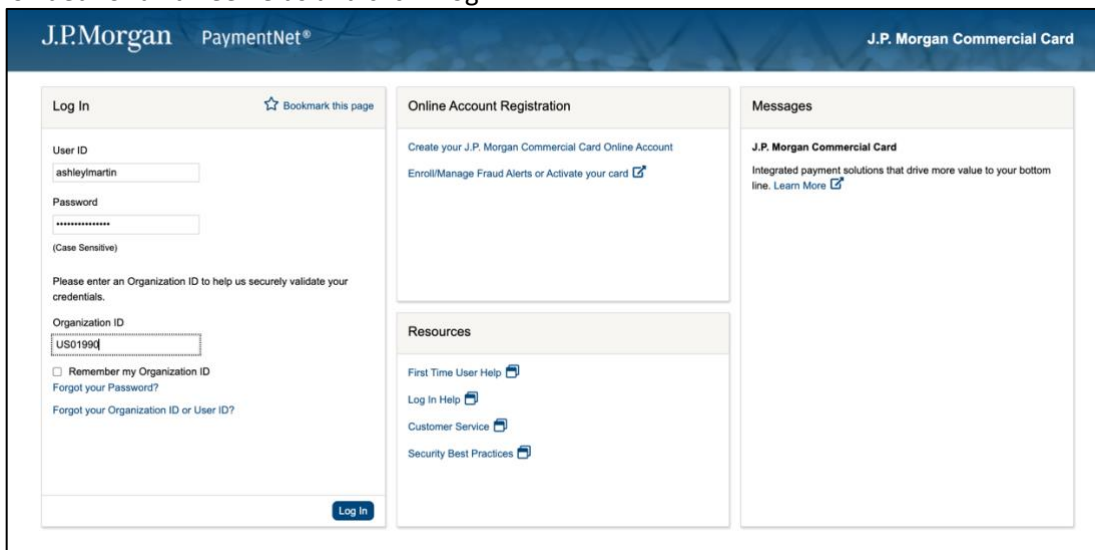 J.P.Morgan PaymentNet®
J.P. Morgan Commercial Card
Log In
Bookmark this page
User ID
ashleylmartin
Password
•••••••••••••••
(Case Sensitive)
Please enter an Organization ID to help us securely validate your
credentials.
Organization ID
US01990
Remember my Organization ID
Forgot your Password?
Forgot your Organization ID or User ID?
Log In
Online Account Registration
Create your J.P. Morgan Commercial Card Online Account
Enroll/Manage Fraud Alerts or Activate your card
Resources
First Time User Help
Log In Help
Customer Service
Security Best Practices
Messages
J.P. Morgan Commercial Card
Integrated payment solutions that drive more value to your bottom
line. Learn More